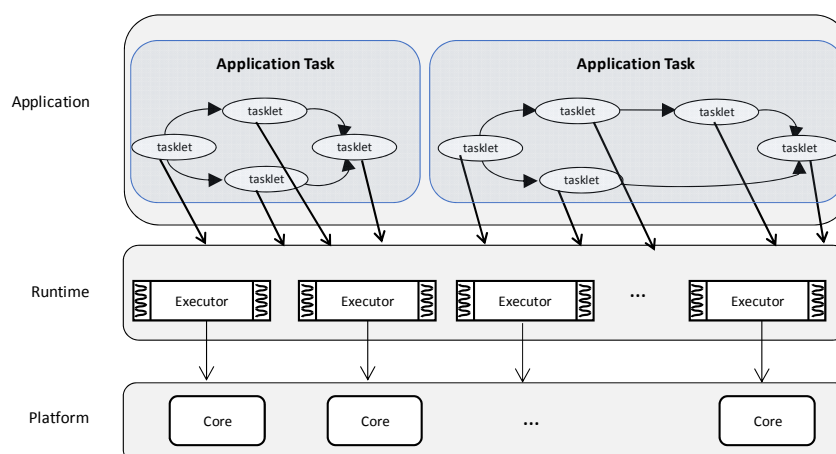 Application Task
Application Task
Application
tasklet
tasklet
tasklet
tasklet
tasklet
tasklet
tasklet
tasklet
tasklet
Runtime
Executor
Executor
Executor
...
Executor
Platform
Core
Core
...
Core